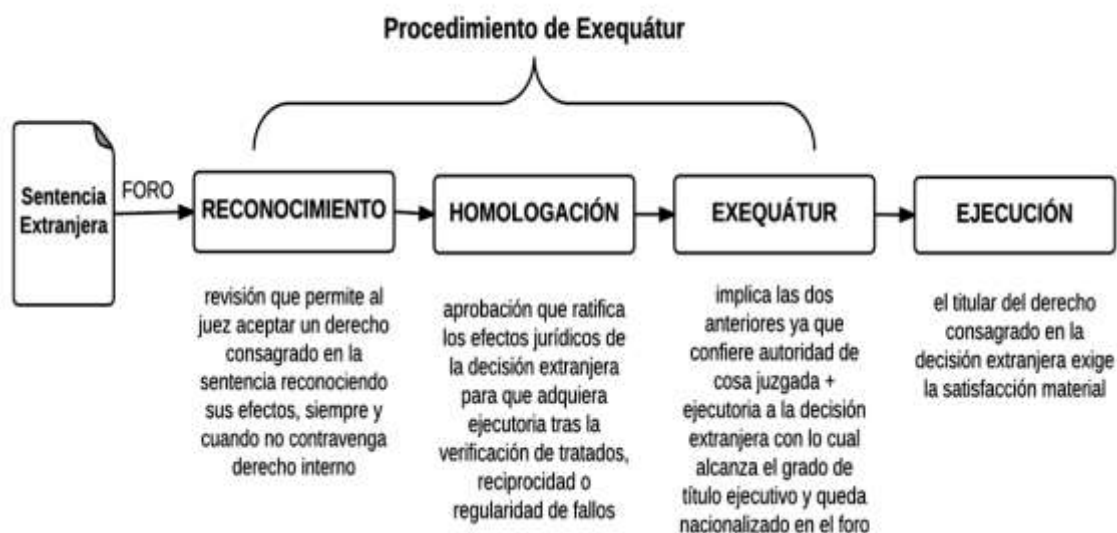 Procedimiento de Exequátur
Sentencia
Extranjera
FORO
RECONOCIMIENTO
HOMOLOGACIÓN
EXEQUÁTUR
EJECUCIÓN
revisión que permite al
juez aceptar un derecho
consagrado en la
sentencia reconociendo
sus efectos, siempre y
cuando no contravenga
derecho interno
aprobación que ratifica
los efectos jurídicos de
la decisión extranjera
para que adquiera
ejecutoria tras la
verificación de tratados,
reciprocidad o
regularidad de fallos
implica las dos
anteriores ya que
confiere autoridad de
cosa juzgada +
ejecutoria a la decisión
extranjera con lo cual
alcanza el grado de
título ejecutivo y queda
nacionalizado en el foro
el titular del derecho
consagrado en la
decisión extranjera exige
la satisfacción material